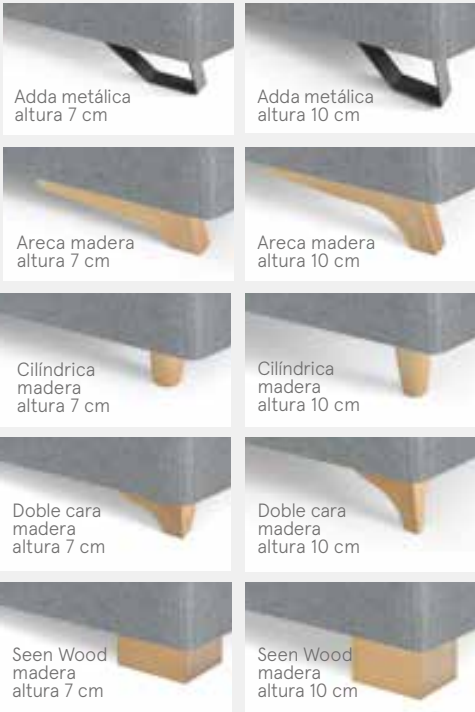 Adda metálica
altura 7 cm
Adda metálica
altura 10 cm
Areca madera
altura 7 cm
Areca madera
altura 10 cm
Cilíndrica
madera
altura 7 cm
Cilíndrica
madera
altura 10 cm
Doble cara
madera
altura 7 cm
Doble cara
madera
altura 10 cm
Seen Wood
madera
altura 7 cm
Seen Wood
madera
altura 10 cm